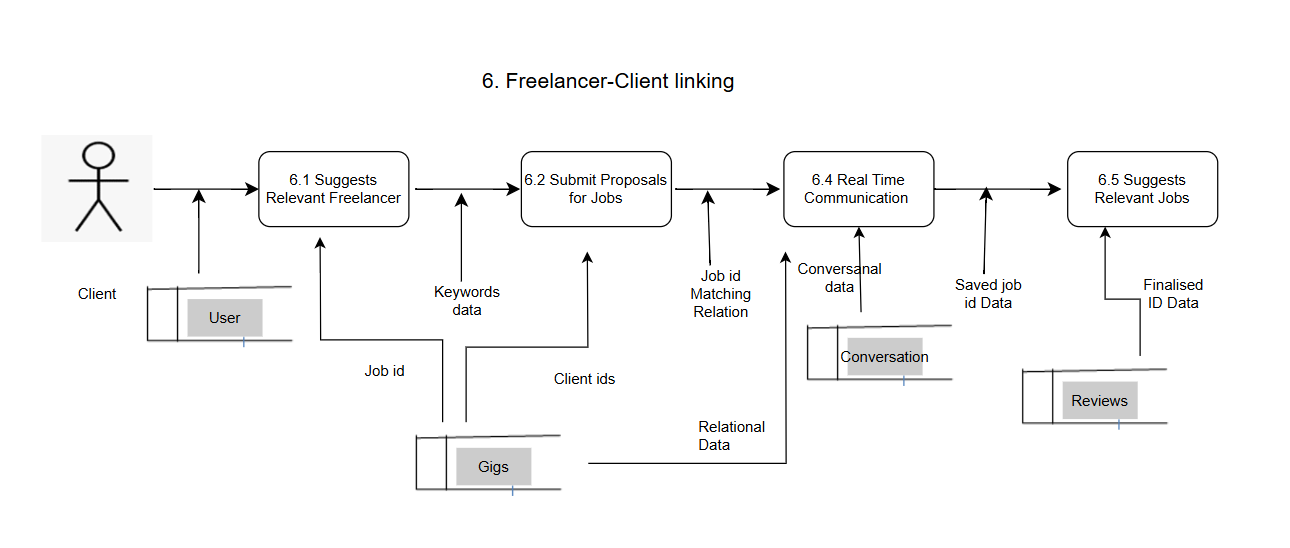 6. Freelancer-Client linking
6.1 Suggests
Relevant Freelancer
6.2 Submit Proposals
for Jobs
6.4 Real Time
Communication
6.5 Suggests
Relevant Jobs
Client
User
Keywords
data
Job id
Matching
Relation
Conversanal
data
Saved job
id Data
Finalised
ID Data
Job id
Client ids
Conversation
Reviews
Relational
Data
Gigs